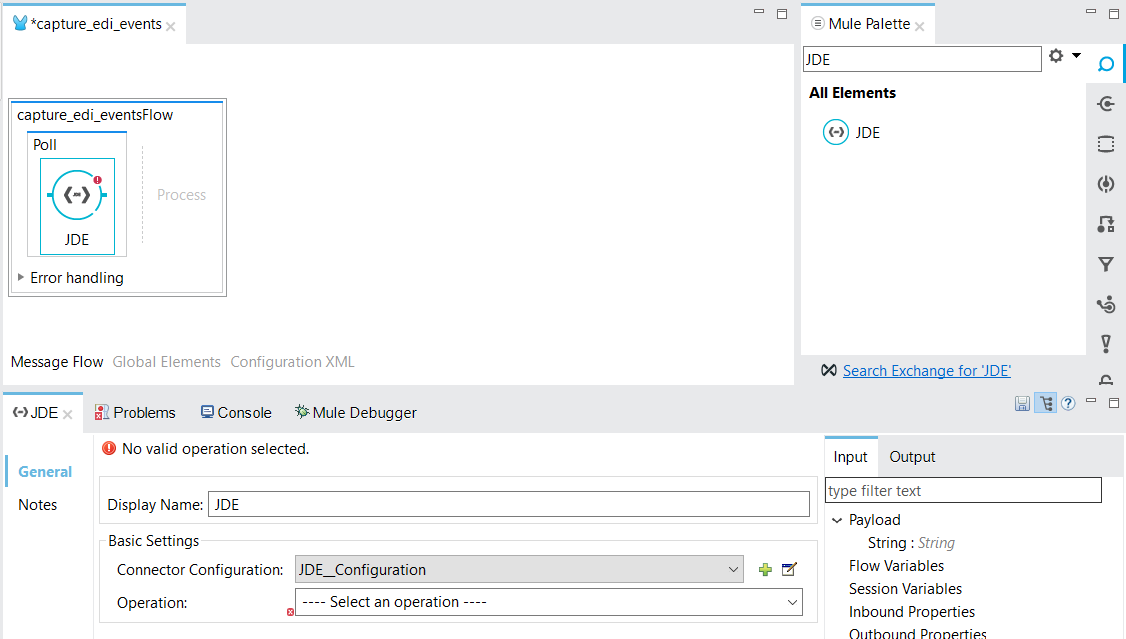 *capture_edi_events
capture_edi_eventsFlow
Poll
JDE
Process
Error handling
Message Flow Global Elements Configuration XML
Mule Palette
JDE
All Elements
JDE
Search Exchange for 'JDE'
JDE Problems Console Mule Debugger
No valid operation selected.
General
Notes
Display Name: JDE
Basic Settings
Connector Configuration: JDE__Configuration
Operation: ---- Select an operation ----
Input Output
type filter text
Payload
String : String
Flow Variables
Session Variables
Inbound Properties
Outbound Properties